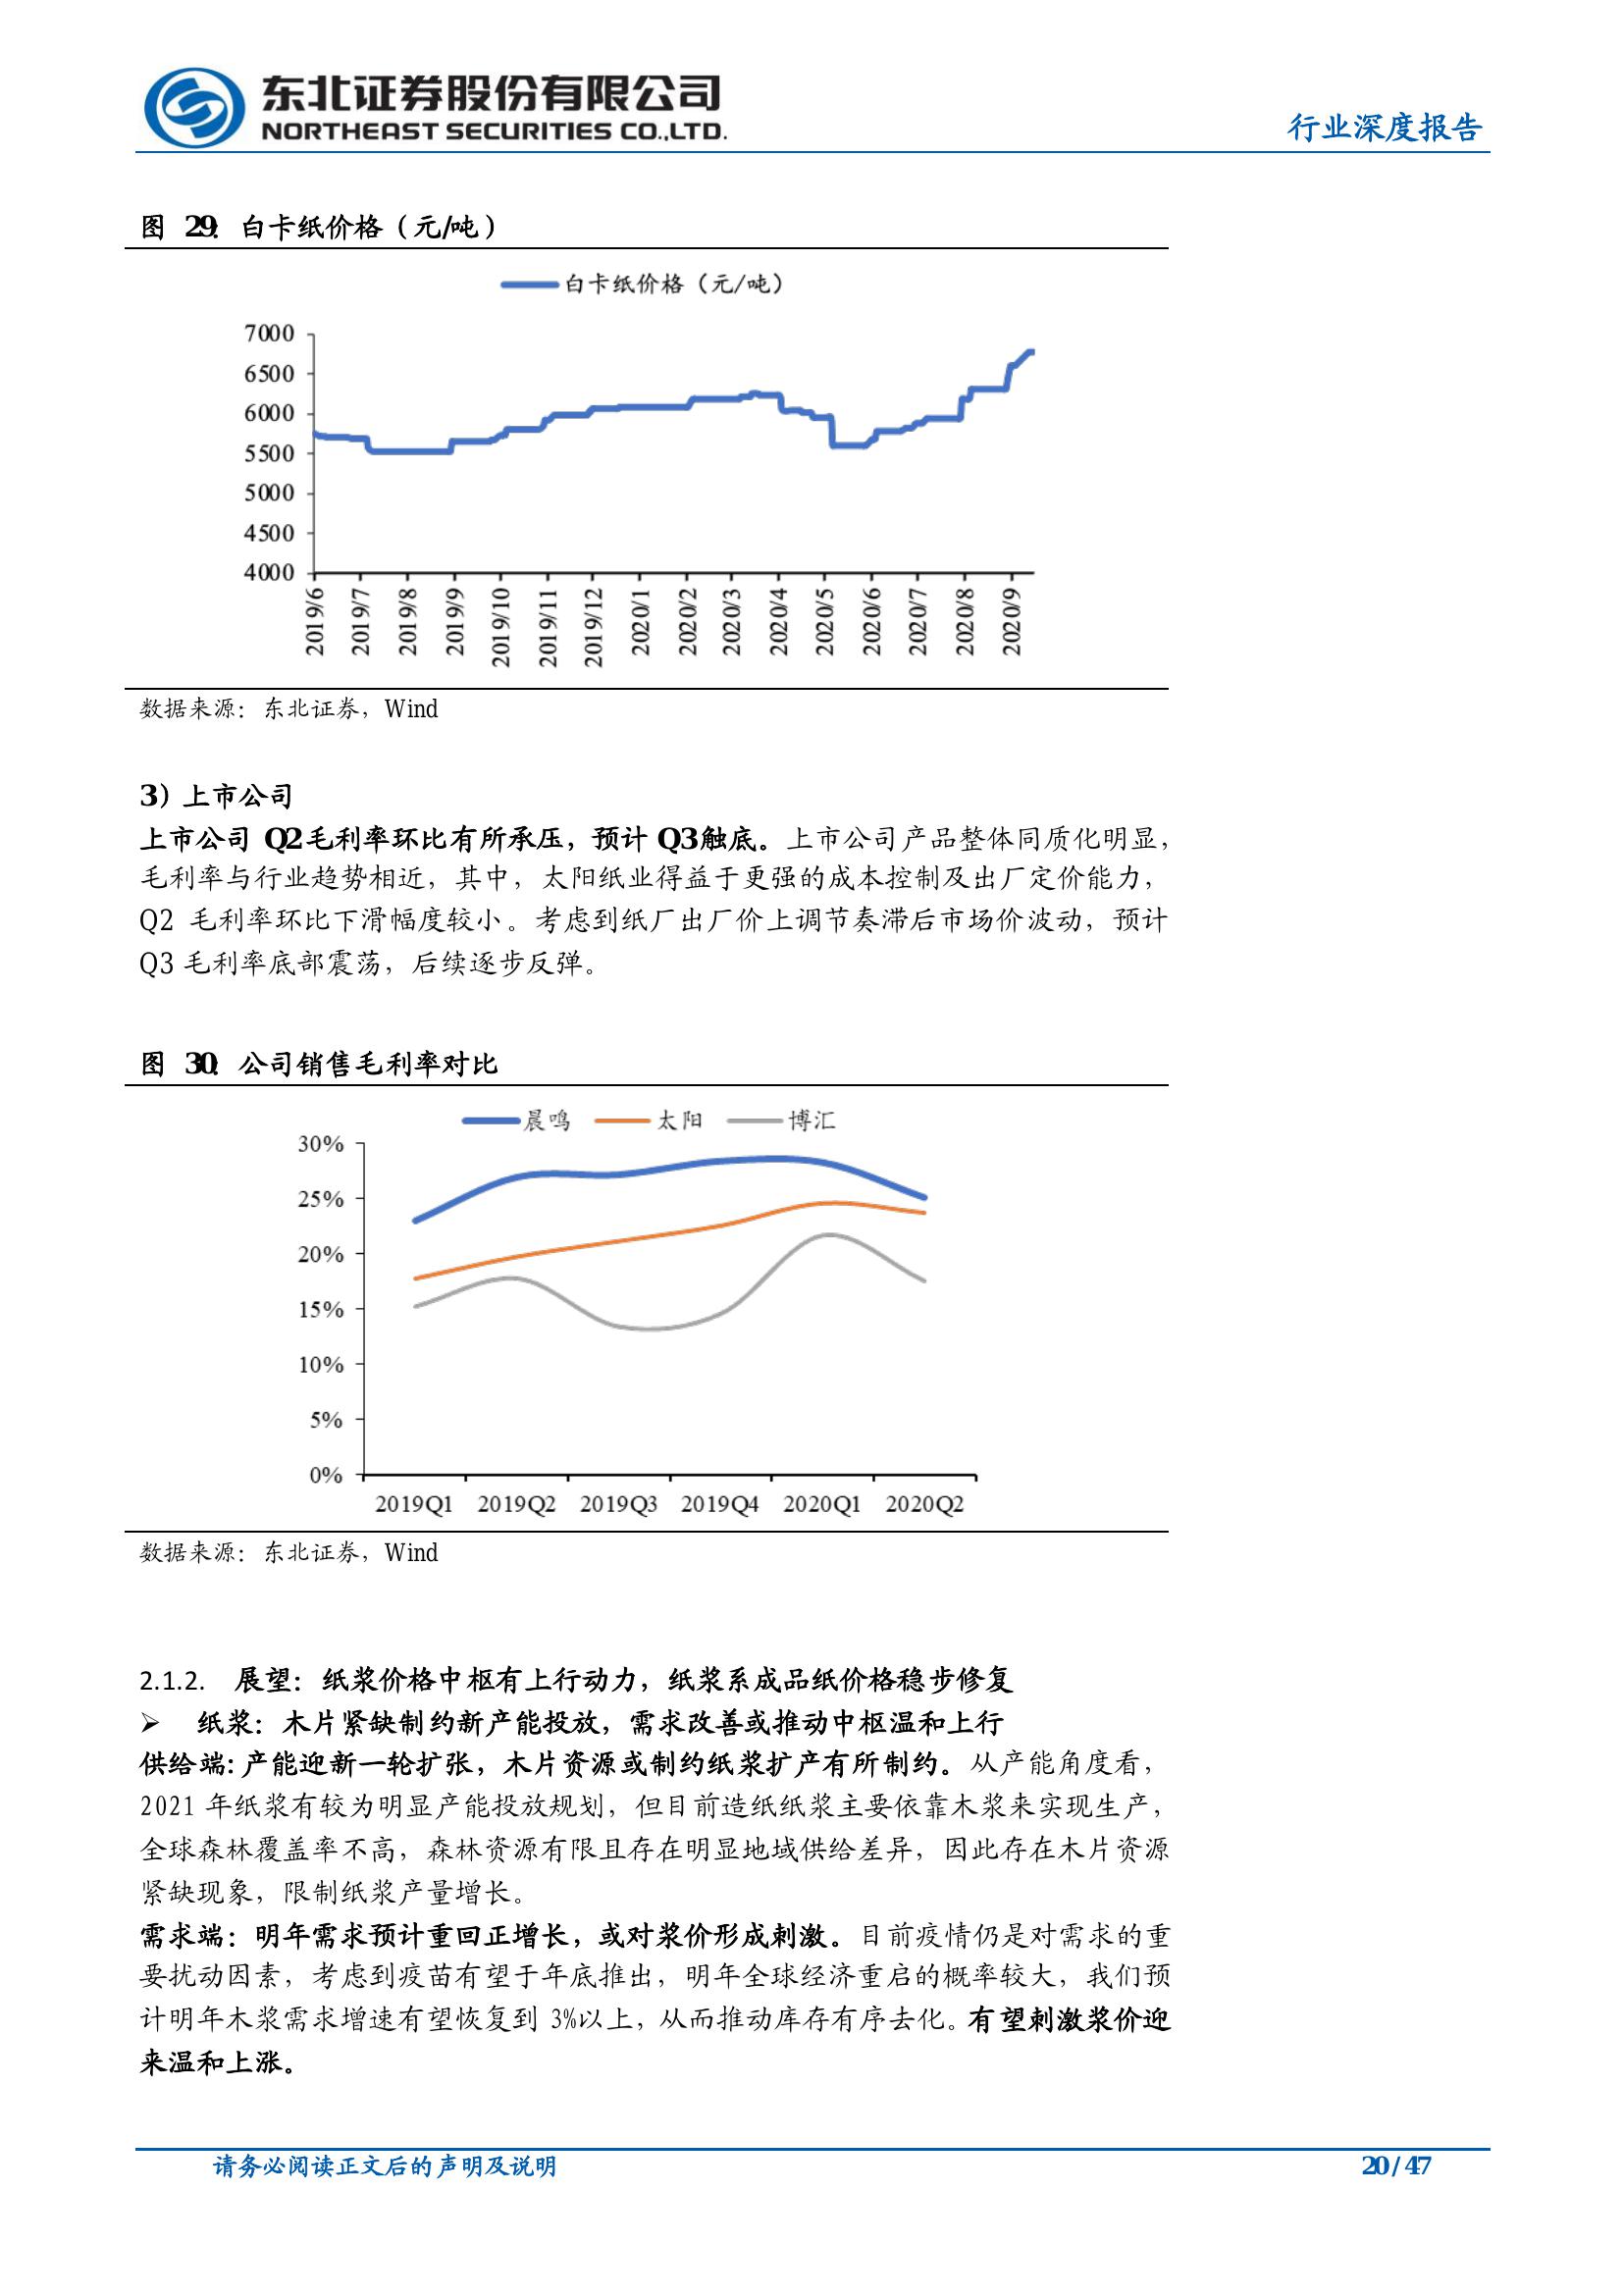 东北证券股份有限公司
NORTHEAST SECURITIES CO.,LTD.
行业深度报告
图 29：白卡纸价格（元/吨）
白卡纸价格（元/吨）
7000
6500
6000
5500
5000
4500
4000
2019/6
2019/7
2019/8
2019/9
2019/10
2019/11
2019/12
2020/1
2020/2
2020/3
2020/4
2020/5
2020/6
2020/7
2020/8
2020/9
数据来源：东北证券，Wind
3）上市公司
上市公司 Q2 毛利率环比有所承压，预计 Q3 触底。上市公司产品整体同质化明显，
毛利率与行业趋势相近，其中，太阳纸业得益于更强的成本控制及出厂定价能力，
Q2 毛利率环比下滑幅度较小。考虑到纸厂出厂价上调节奏滞后市场价波动，预计
Q3 毛利率底部震荡，后续逐步反弹。
图 30：公司销售毛利率对比
晨鸣 太阳 博汇
30%
25%
20%
15%
10%
5%
0%
2019Q1 2019Q2 2019Q3 2019Q4 2020Q1 2020Q2
数据来源：东北证券，Wind
2.1.2. 展望：纸浆价格中枢有上行动力，纸浆系成品纸价格稳步修复
➢ 纸浆：木片紧缺制约新产能投放，需求改善或推动中枢温和上行
供给端：产能迎新一轮扩张，木片资源或制约纸浆扩产有所制约。从产能角度看，
2021 年纸浆有较为明显产能投放规划，但目前造纸纸浆主要依靠木浆来实现生产，
全球森林覆盖率不高，森林资源有限且存在明显地域供给差异，因此存在木片资源
紧缺现象，限制纸浆产量增长。
需求端：明年需求预计重回正增长，或对浆价形成刺激。目前疫情仍是对需求的重
要扰动因素，考虑到疫苗有望于年底推出，明年全球经济重启的概率较大，我们预
计明年木浆需求增速有望恢复到 3%以上，从而推动库存有序去化。有望刺激浆价迎
来温和上涨。
请务必阅读正文后的声明及说明
20 / 47